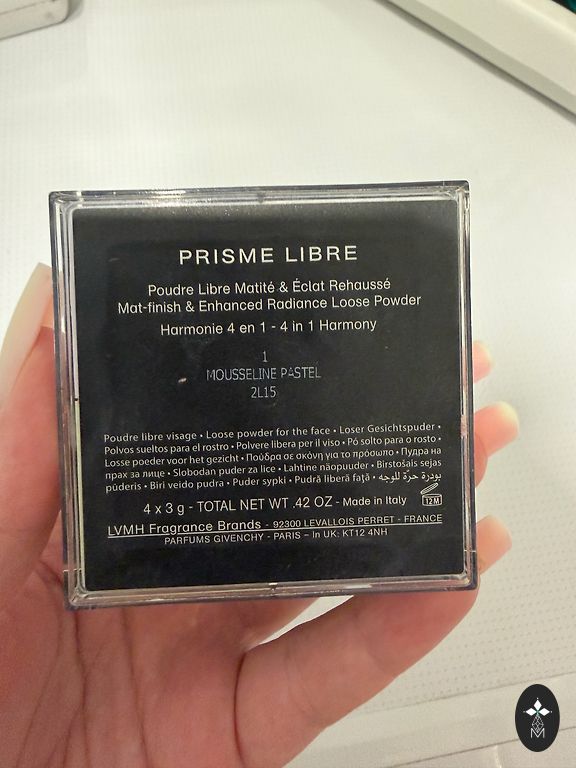 PRISME LIBRE
Poudre Libre Matité & Éclat Rehaussé
Mat-finish & Enhanced Radiance Loose Powder
Harmonie 4 en 1 - 4 in 1 Harmony
1
MOUSSELINE PASTEL
2L15
Poudre libre visage • Loose powder for the face • Loser Gesichtspuder •
Polvos sueltos para el rostro • Polvere libera per il viso • Pó solto para o rosto •
Losse poeder voor het gezicht • Πούδρα σε σκόνη για το πρόσωπο • Пудра на
прах за лице • Slobodan puder za lice • Lahtine näopuuder • Birstošais sejas
pūderis • Biri veido pudra • Puder sypki • Pudră liberă față • بودرة حرّة للوجه
4 x 3 g - TOTAL NET WT .42 OZ - Made in Italy
12M
LVMH Fragrance Brands - 92300 LEVALLOIS PERRET - FRANCE
PARFUMS GIVENCHY - PARIS – In UK: KT12 4NH
M